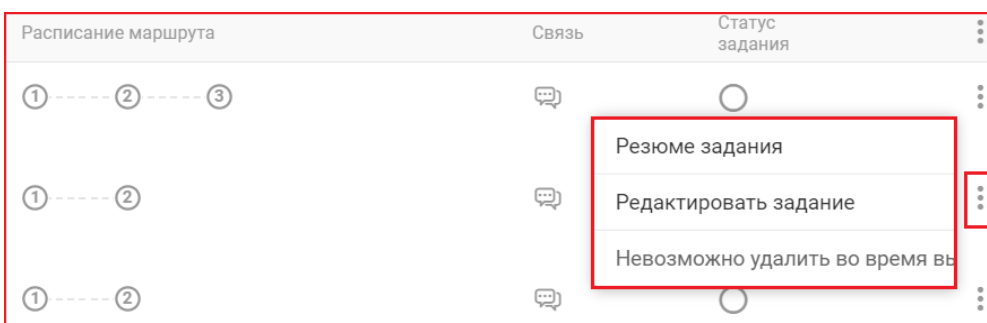 Расписание маршрута
Связь
Статус
задания
1 2 3
Резюме задания
1 2
Редактировать задание
Невозможно удалить во время
1 2